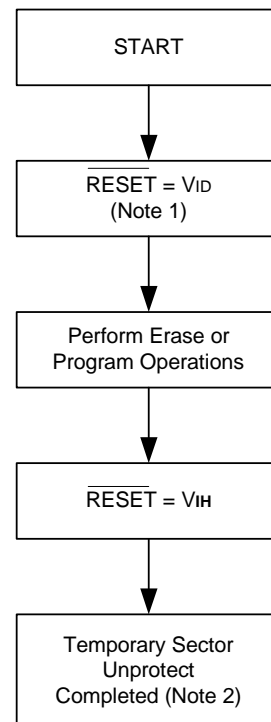 START
RESET = VID
(Note 1)
Perform Erase or
Program Operations
RESET = VIH
Temporary Sector
Unprotect
Completed (Note 2)